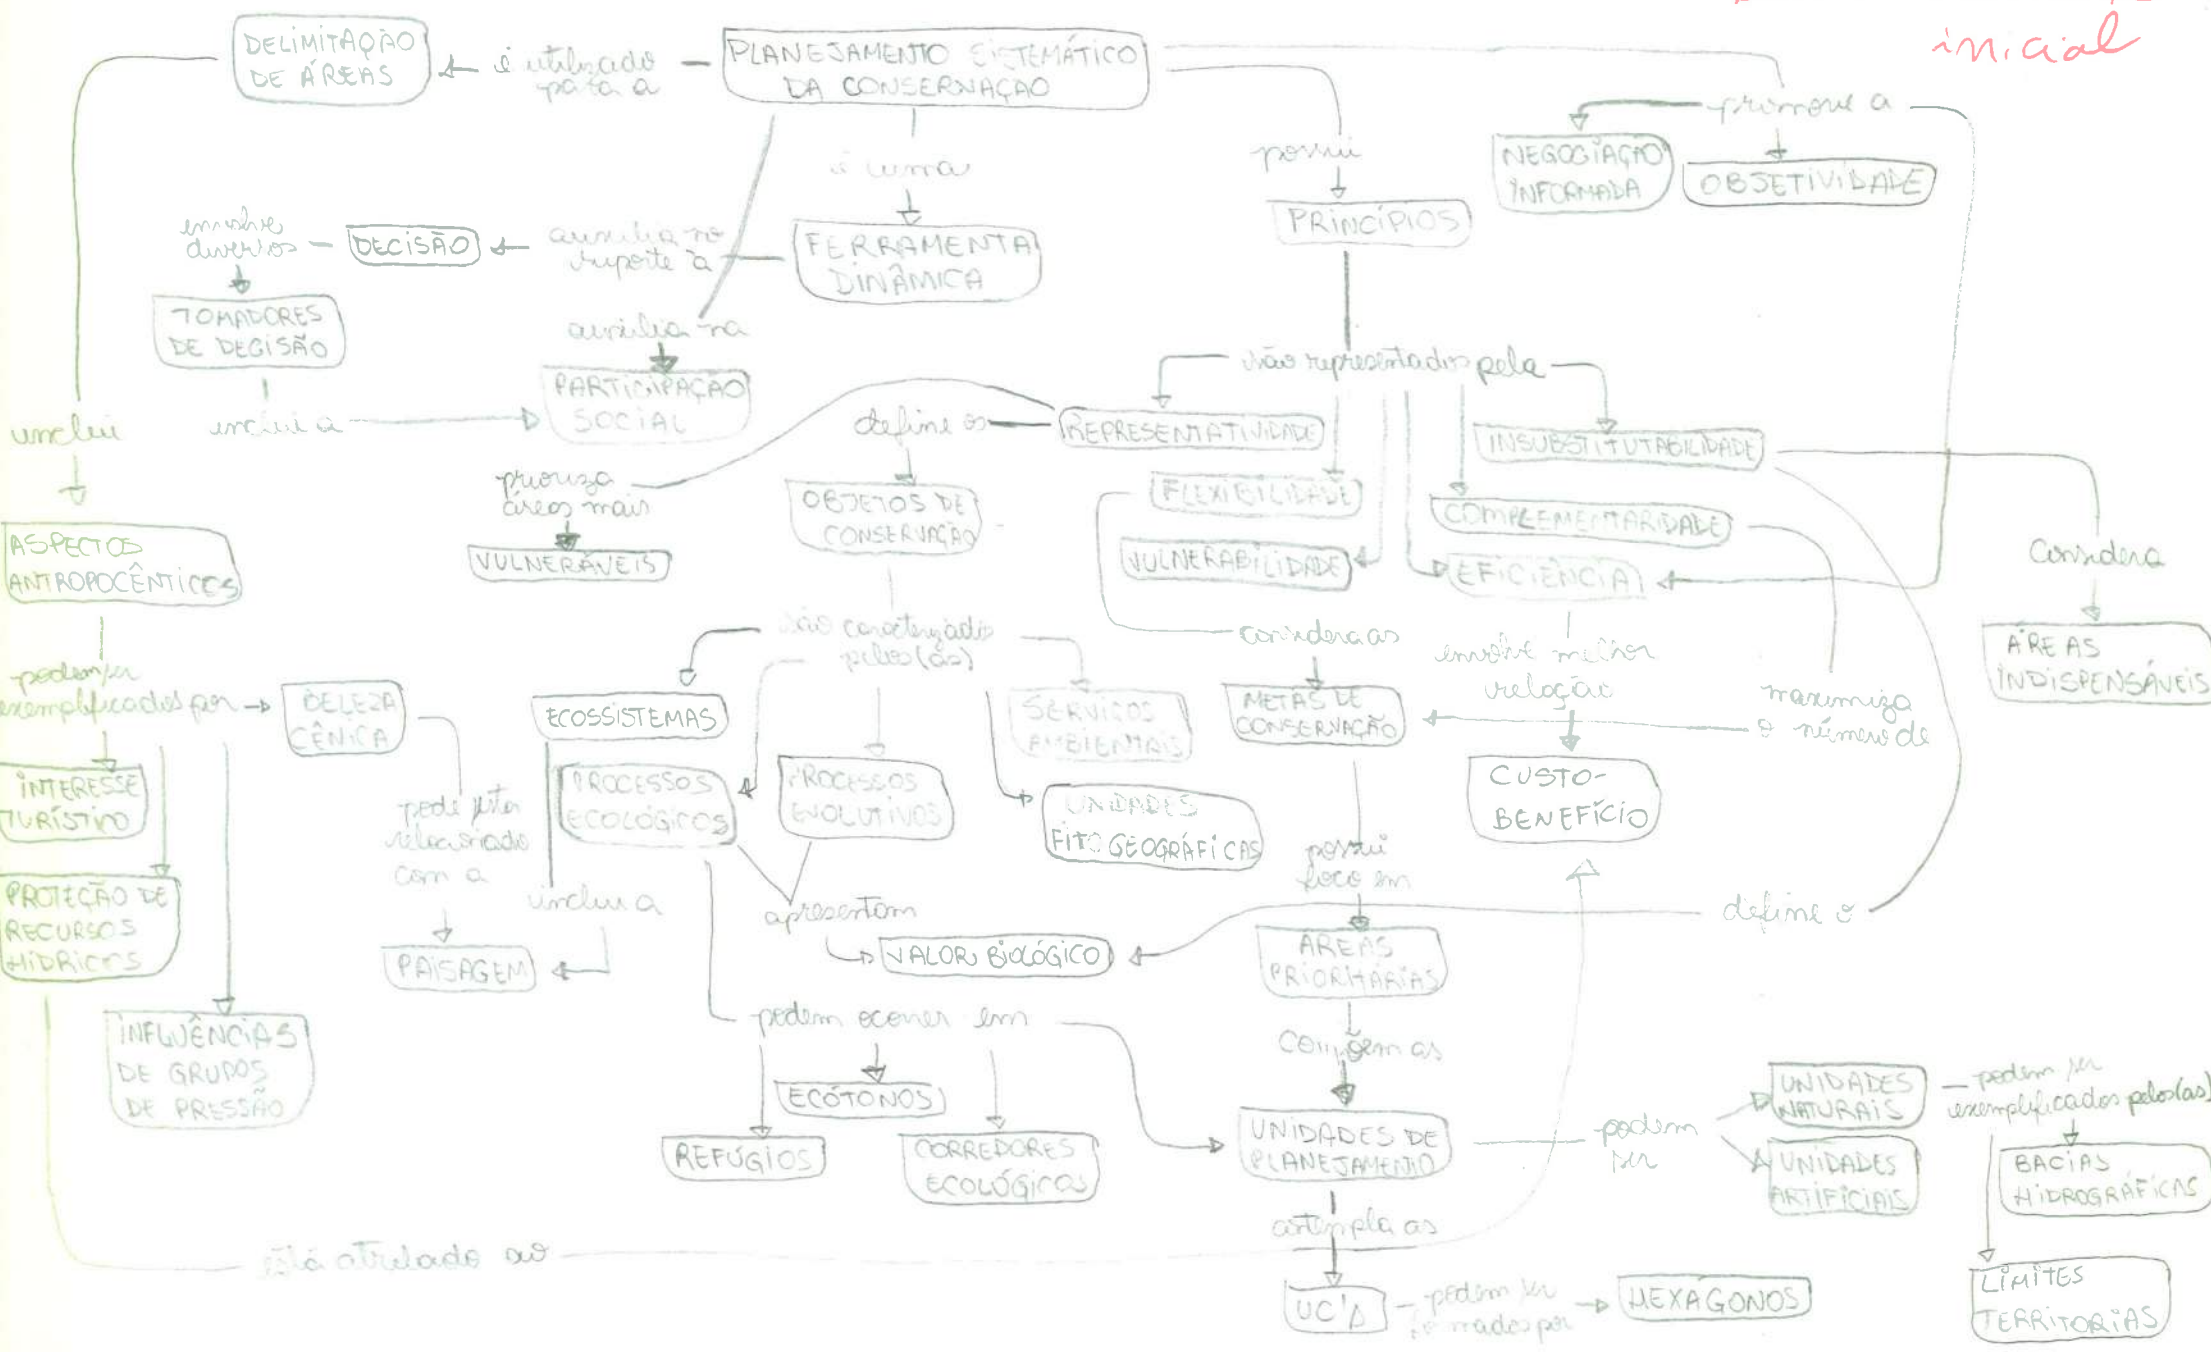 inicial
DELIMITAÇÃO
DE ÁREAS
é utilizado
para a
PLANEJAMENTO SISTEMÁTICO
DA CONSERVAÇÃO
promove a
NEGOCIAÇÃO
INFORMADA
OBJETIVIDADE
possui
PRINCÍPIOS
é uma
FERRAMENTA
DINÂMICA
auxilia no
suporte à
DECISÃO
envolve
diversos
TOMADORES
DE DECISÃO
inclui a
auxilia na
PARTICIPAÇÃO
SOCIAL
inclui
são representados pela
REPRESENTATIVIDADE
define os
prioriza
áreas mais
VULNERÁVEIS
OBJETOS DE
CONSERVAÇÃO
FLEXIBILIDADE
VULNERABILIDADE
INSUBSTITUTABILIDADE
COMPLEMENTARIDADE
EFICIÊNCIA
Considera
ÁREAS
INDISPENSÁVEIS
ASPECTOS
ANTROPOCÊNTICOS
podem ser
exemplificados por
BELEZA
CÊNICA
INTERESSE
TURÍSTICO
PROTEÇÃO DE
RECURSOS
HÍDRICOS
INFLUÊNCIAS
DE GRUPOS
DE PRESSÃO
pode estar
relacionado
com a
PAISAGEM
são caracterizados
pelos(as)
ECOSSISTEMAS
inclui a
PROCESSOS
ECOLÓGICOS
PROCESSOS
EVOLUTIVOS
SERVIÇOS
AMBIENTAIS
UNIDADES
FITOGEOGRÁFICAS
considera as
METAS DE
CONSERVAÇÃO
envolve melhor
relação
CUSTO-
BENEFÍCIO
maximiza
o número de
define o
apresentam
VALOR BIOLÓGICO
possui
foco em
ÁREAS
PRIORITÁRIAS
Compõem as
podem ocorrer em
REFÚGIOS
ECÓTONOS
CORREDORES
ECOLÓGICOS
UNIDADES DE
PLANEJAMENTO
podem
ser
UNIDADES
NATURAIS
UNIDADES
ARTIFICIAIS
podem ser
exemplificados pelos(as)
BACIAS
HIDROGRÁFICAS
LIMITES
TERRITORIAS
contempla as
UC's
podem ser
formados por
HEXÁGONOS
está atrelado ao